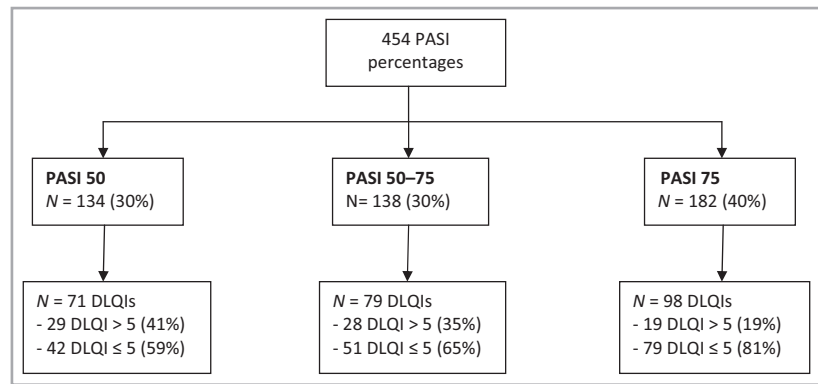 454 PASI
percentages
PASI 50
N = 134 (30%)
PASI 50–75
N= 138 (30%)
PASI 75
N = 182 (40%)
N = 71 DLQIs
- 29 DLQI > 5 (41%)
- 42 DLQI ≤ 5 (59%)
N = 79 DLQIs
- 28 DLQI > 5 (35%)
- 51 DLQI ≤ 5 (65%)
N = 98 DLQIs
- 19 DLQI > 5 (19%)
- 79 DLQI ≤ 5 (81%)